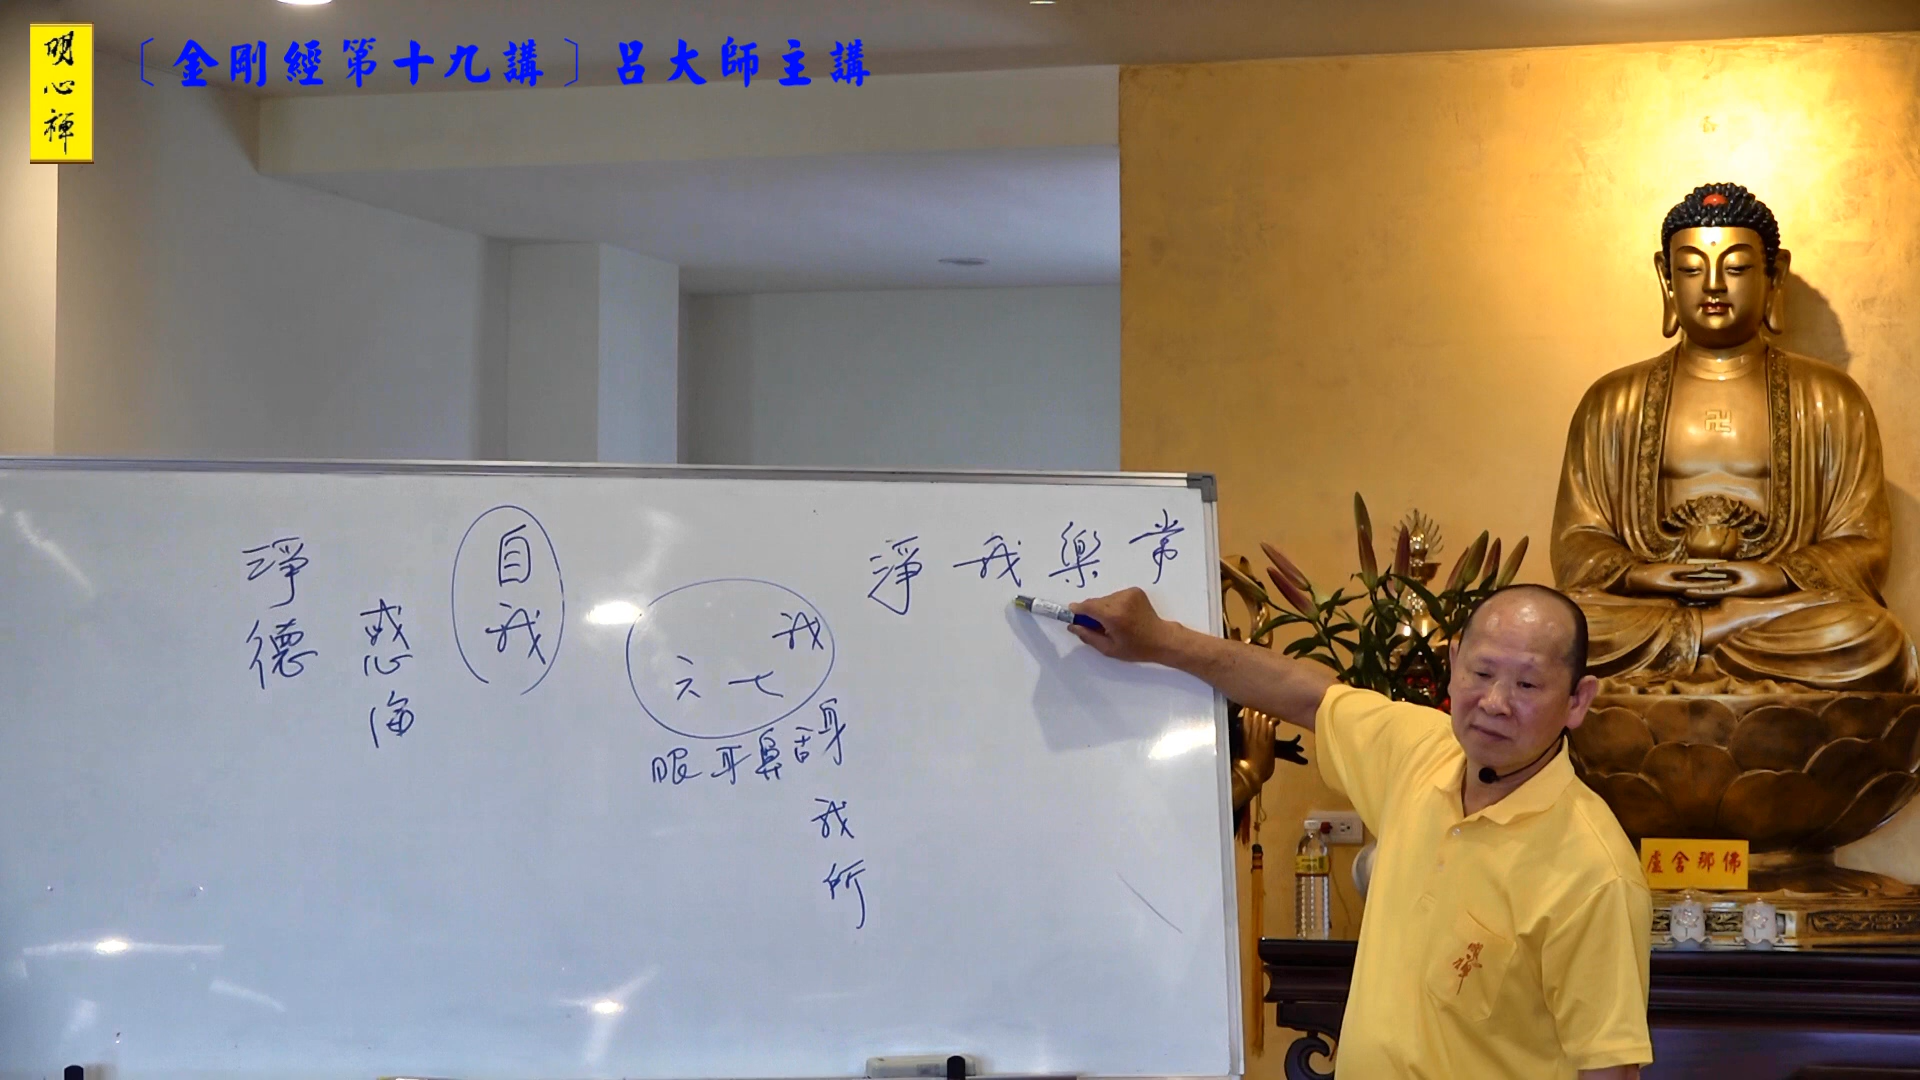 明心禪
〔金剛經第十九講〕呂大師主講
常樂我淨
我
七六
身舌鼻耳眼
我所
自我
惑
淨德
盧舍那佛